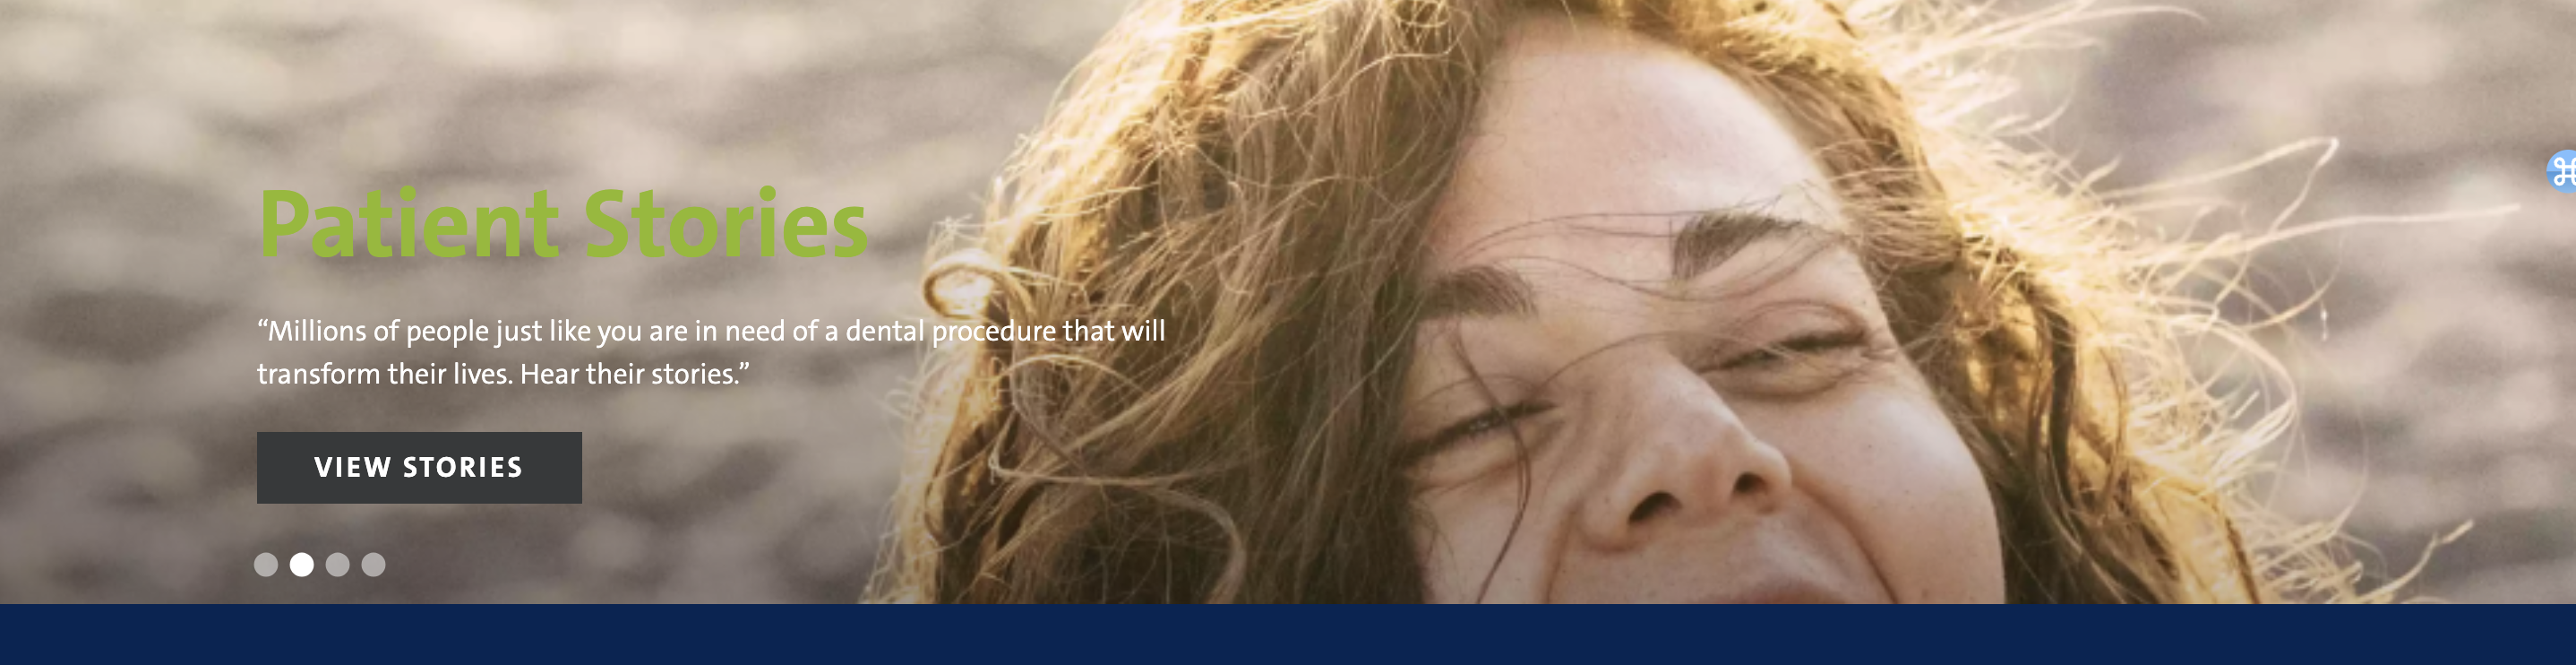 Patient Stories
“Millions of people just like you are in need of a dental procedure that will
transform their lives. Hear their stories.”
VIEW STORIES